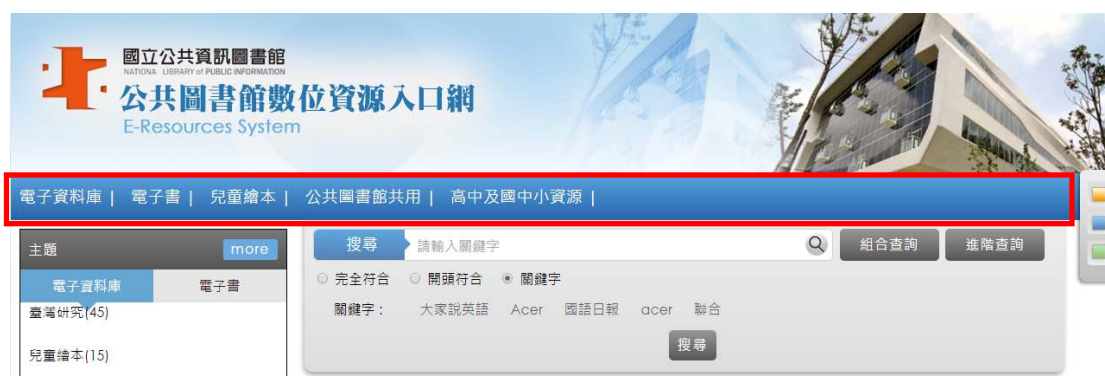 國立公共資訊圖書館
NATIONA LIBRARY of PUBLIC INFORMATION
公共圖書館數位資源入口網
E-Resources System
電子資料庫 | 電子書 | 兒童繪本 | 公共圖書館共用 | 高中及國中小資源 |
主題 more
電子資料庫 電子書
臺灣研究(45)
兒童繪本(15)
搜尋 請輸入關鍵字 組合查詢 進階查詢
完全符合 開頭符合 關鍵字
關鍵字: 大家說英語 Acer 國語日報 acer 聯合
搜尋